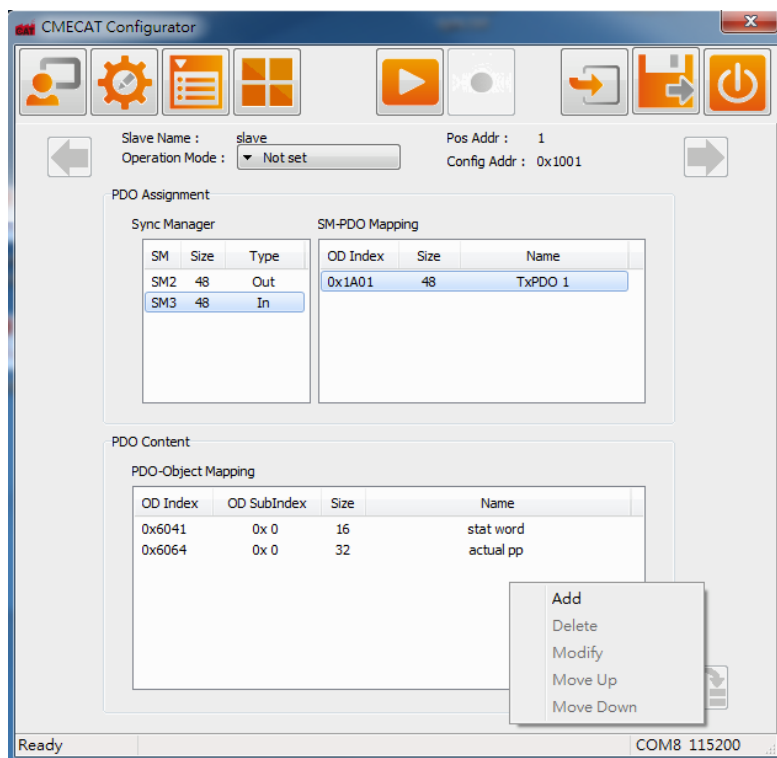 CAT CMECAT Configurator
Slave Name : slave Pos Addr : 1
Operation Mode : Not set Config Addr : 0x1001
PDO Assignment
Sync Manager SM-PDO Mapping
SM Size Type OD Index Size Name
SM2 48 Out 0x1A01 48 TxPDO 1
SM3 48 In
PDO Content
PDO-Object Mapping
OD Index OD SubIndex Size Name
0x6041 0x 0 16 stat word
0x6064 0x 0 32 actual pp
Add
Delete
Modify
Move Up
Move Down
Ready COM8 115200